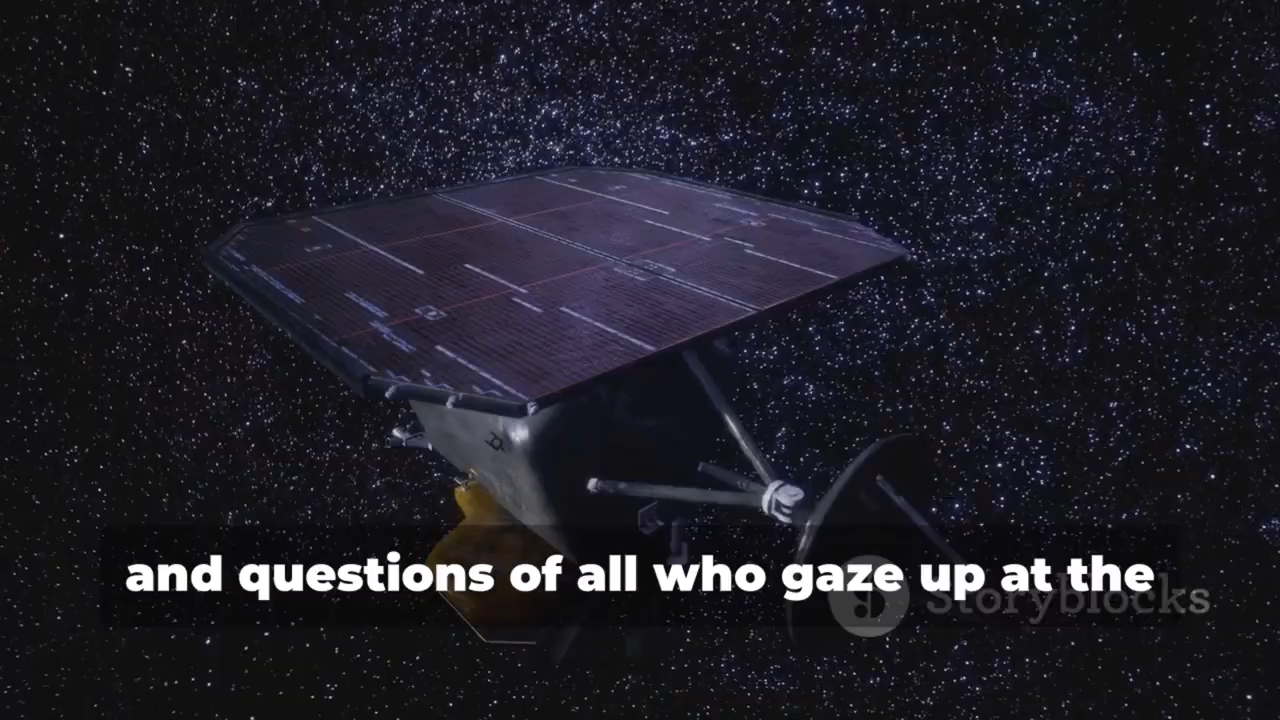 and questions of all who gaze up at the
Storyblocks